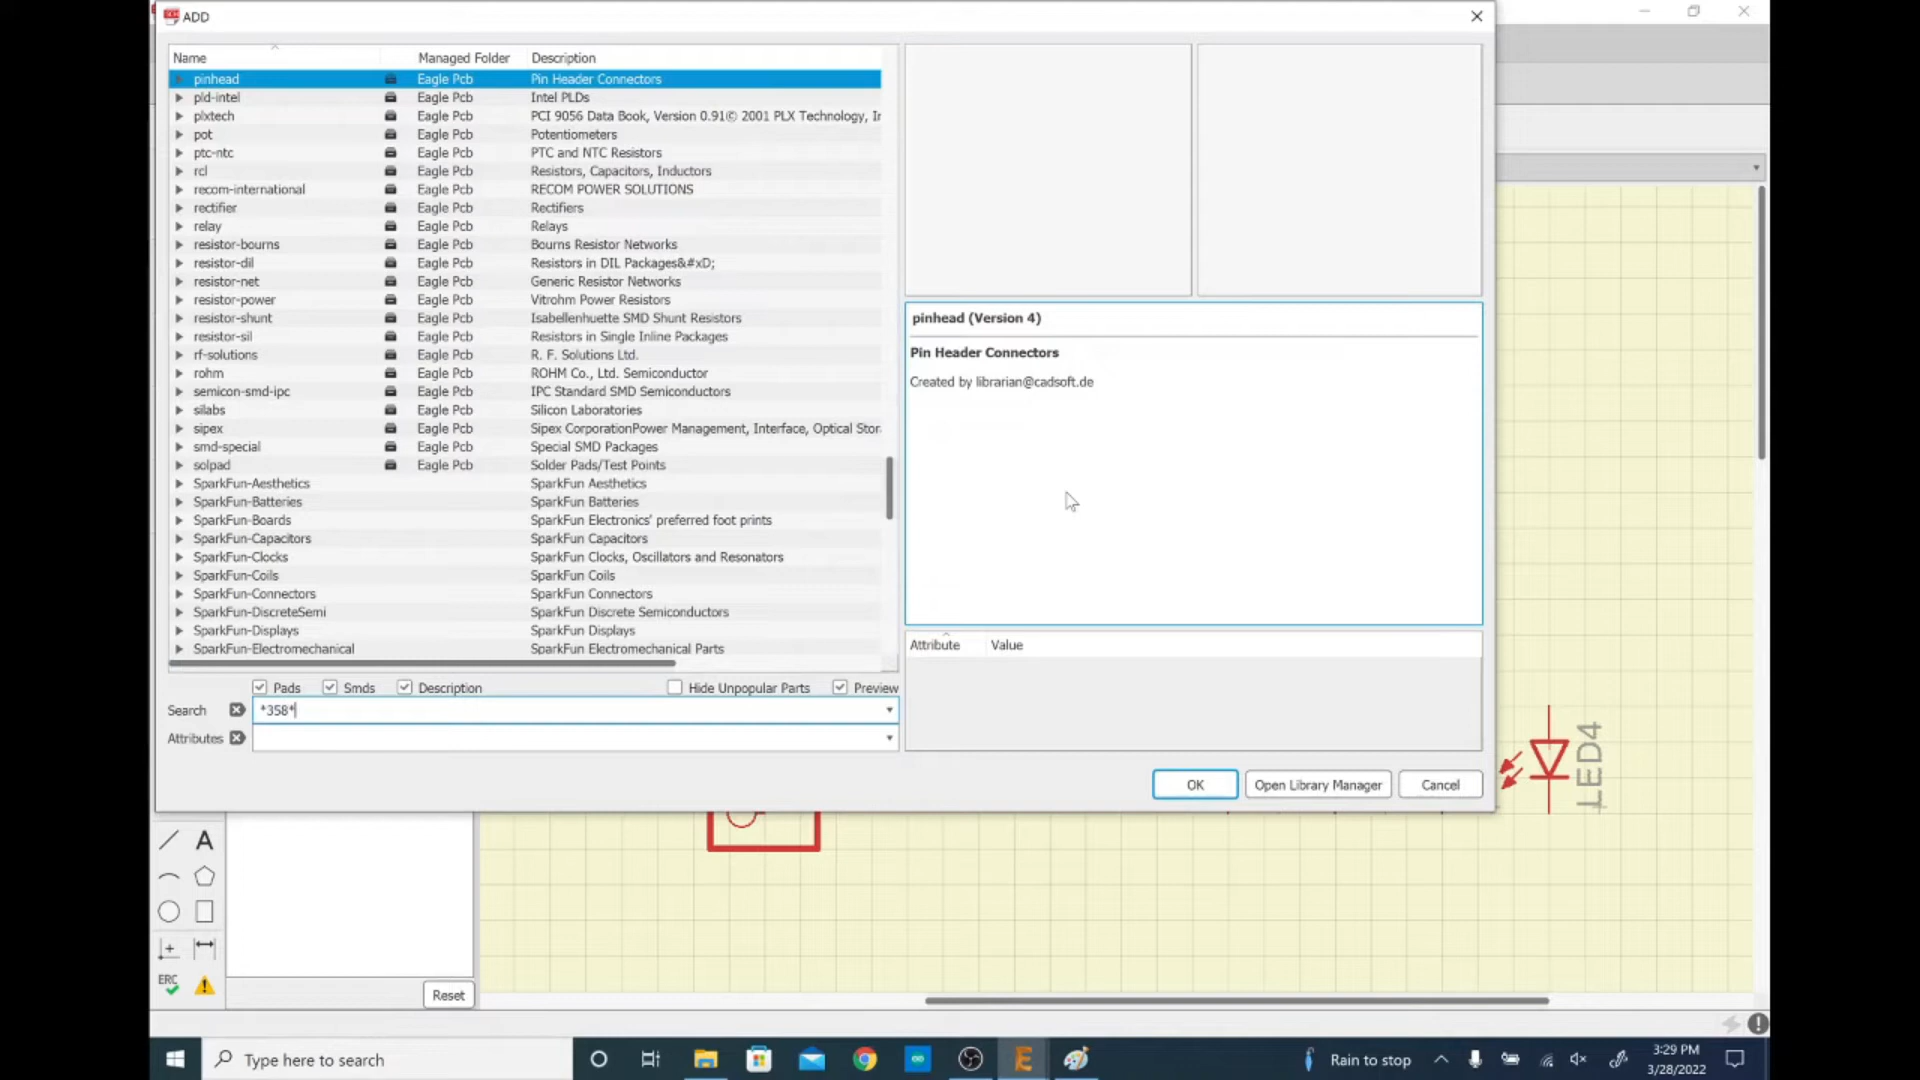 ADD
Name Managed Folder Description
pinhead Eagle Pcb Pin Header Connectors
pld-intel Eagle Pcb Intel PLDs
plxtech Eagle Pcb PCI 9056 Data Book, Version 0.91© 2001 PLX Technology, Ir
pot Eagle Pcb Potentiometers
ptc-ntc Eagle Pcb PTC and NTC Resistors
rcl Eagle Pcb Resistors, Capacitors, Inductors
recom-international Eagle Pcb RECOM POWER SOLUTIONS
rectifier Eagle Pcb Rectifiers
relay Eagle Pcb Relays
resistor-bourns Eagle Pcb Bourns Resistor Networks
resistor-dil Eagle Pcb Resistors in DIL Packages&#xD;
resistor-net Eagle Pcb Generic Resistor Networks
resistor-power Eagle Pcb Vitrohm Power Resistors
resistor-shunt Eagle Pcb Isabellenhuette SMD Shunt Resistors
resistor-sil Eagle Pcb Resistors in Single Inline Packages
rf-solutions Eagle Pcb R. F. Solutions Ltd.
rohm Eagle Pcb ROHM Co., Ltd. Semiconductor
semicon-smd-ipc Eagle Pcb IPC Standard SMD Semiconductors
silabs Eagle Pcb Silicon Laboratories
sipex Eagle Pcb Sipex CorporationPower Management, Interface, Optical Stor
smd-special Eagle Pcb Special SMD Packages
solpad Eagle Pcb Solder Pads/Test Points
SparkFun-Aesthetics SparkFun Aesthetics
SparkFun-Batteries SparkFun Batteries
SparkFun-Boards SparkFun Electronics' preferred foot prints
SparkFun-Capacitors SparkFun Capacitors
SparkFun-Clocks SparkFun Clocks, Oscillators and Resonators
SparkFun-Coils SparkFun Coils
SparkFun-Connectors SparkFun Connectors
SparkFun-DiscreteSemi SparkFun Discrete Semiconductors
SparkFun-Displays SparkFun Displays
SparkFun-Electromechanical SparkFun Electromechanical Parts
Pads Smds Description Hide Unpopular Parts Preview
Search *358*
Attributes
pinhead (Version 4)
Pin Header Connectors
Created by librarian@cadsoft.de
Attribute Value
OK Open Library Manager Cancel
LED4
A
ERC
Reset
Type here to search
Rain to stop
3:29 PM
3/28/2022